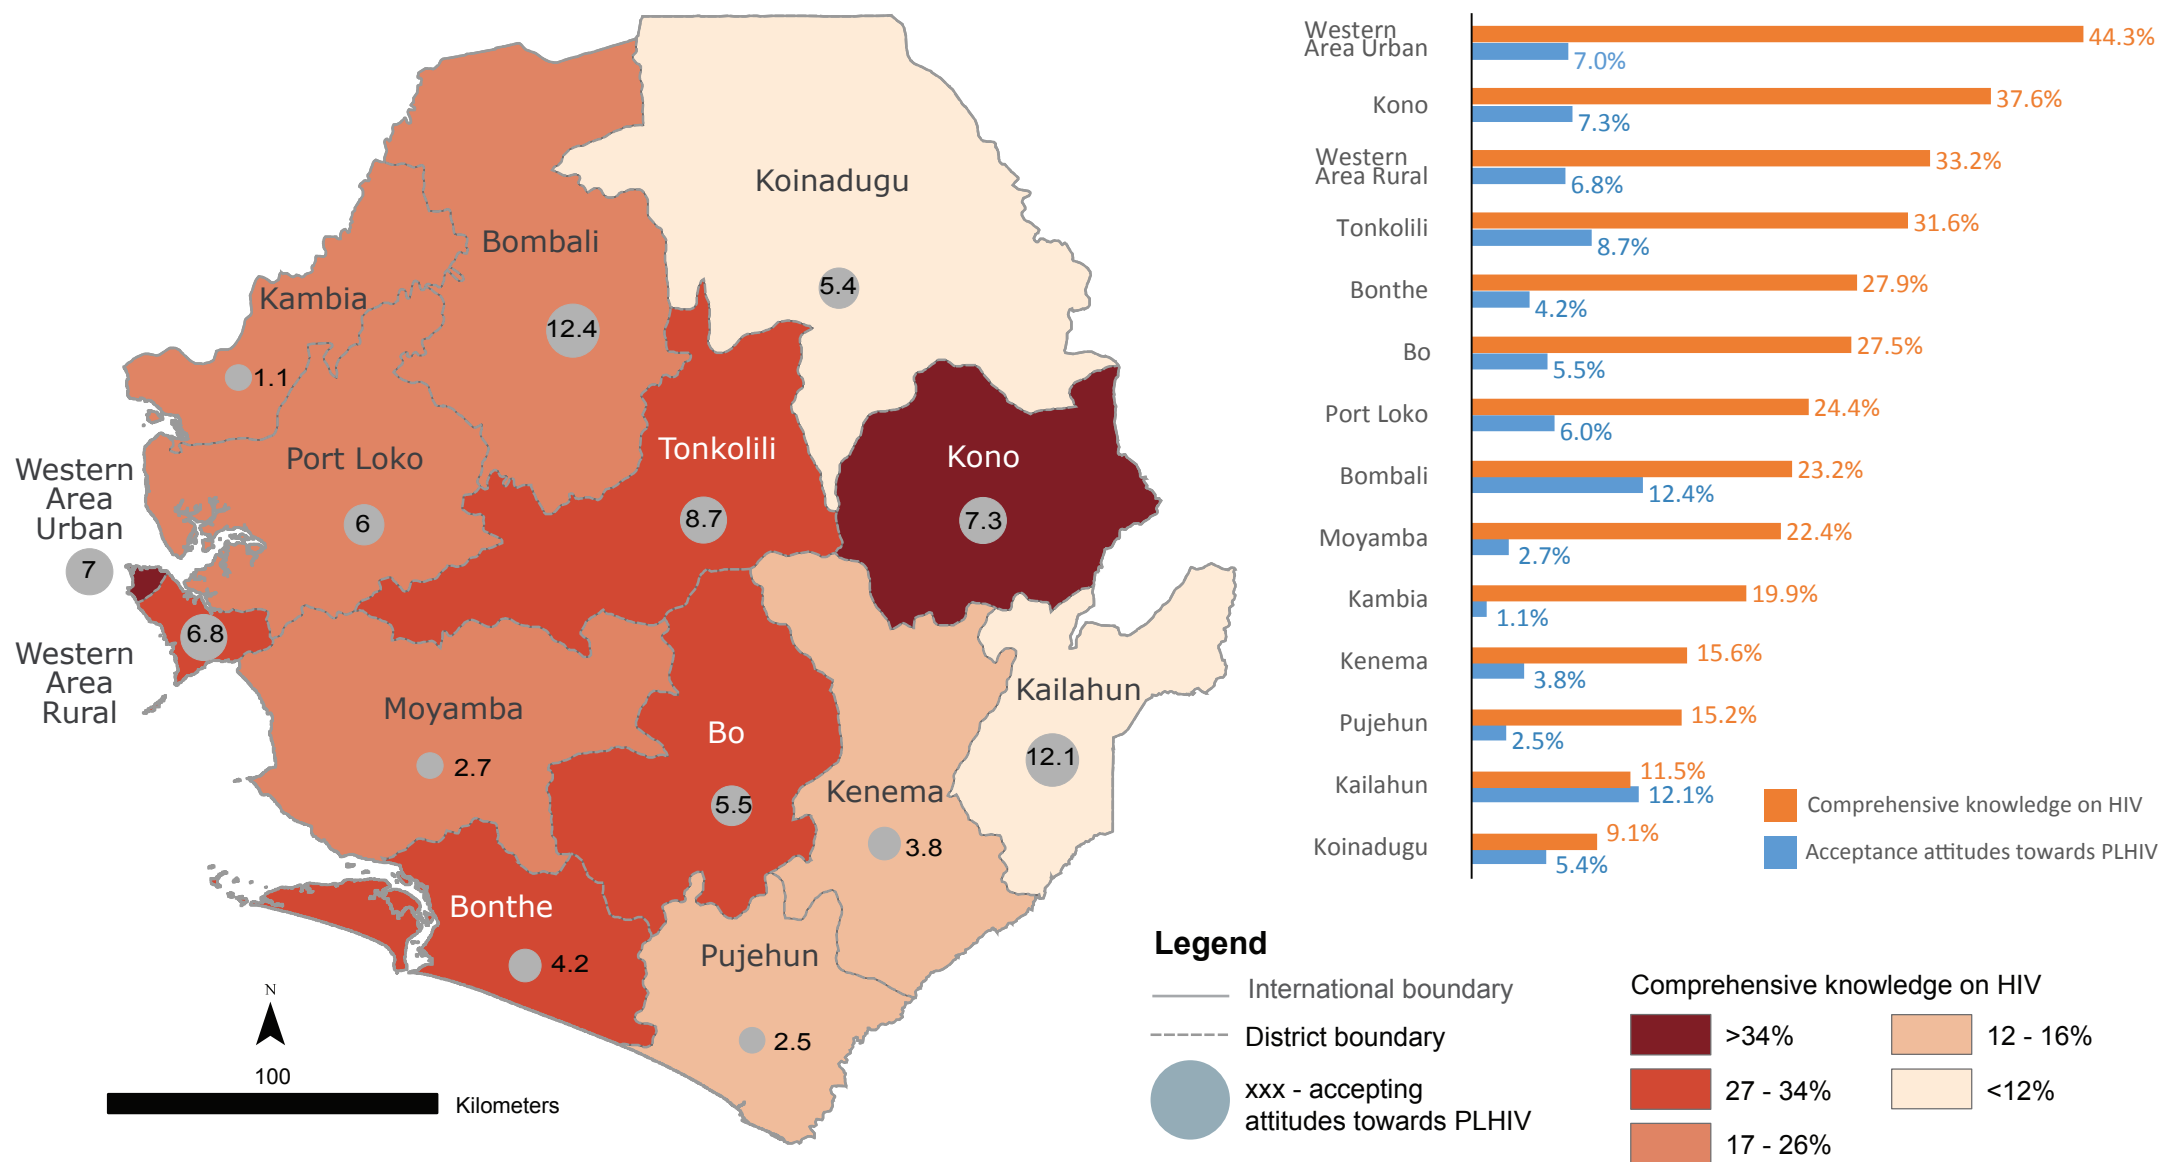 Koinadugu
5.4
Bombali
12.4
Kambia
1.1
Port Loko
6
Tonkolili
8.7
Kono
7.3
Western
Area
Urban
7
6.8
Western
Area
Rural
Moyamba
2.7
Bo
5.5
Kailahun
12.1
Kenema
3.8
Bonthe
4.2
Pujehun
2.5
N
100
Kilometers
Western
Area Urban
44.3%
7.0%
Kono
37.6%
7.3%
Western
Area Rural
33.2%
6.8%
Tonkolili
31.6%
8.7%
Bonthe
27.9%
4.2%
Bo
27.5%
5.5%
Port Loko
24.4%
6.0%
Bombali
23.2%
12.4%
Moyamba
22.4%
2.7%
Kambia
19.9%
1.1%
Kenema
15.6%
3.8%
Pujehun
15.2%
2.5%
Kailahun
11.5%
12.1%
Koinadugu
9.1%
5.4%
Comprehensive knowledge on HIV
Acceptance attitudes towards PLHIV
Legend
International boundary
District boundary
xxx - accepting
attitudes towards PLHIV
Comprehensive knowledge on HIV
>34%
27 - 34%
17 - 26%
12 - 16%
<12%